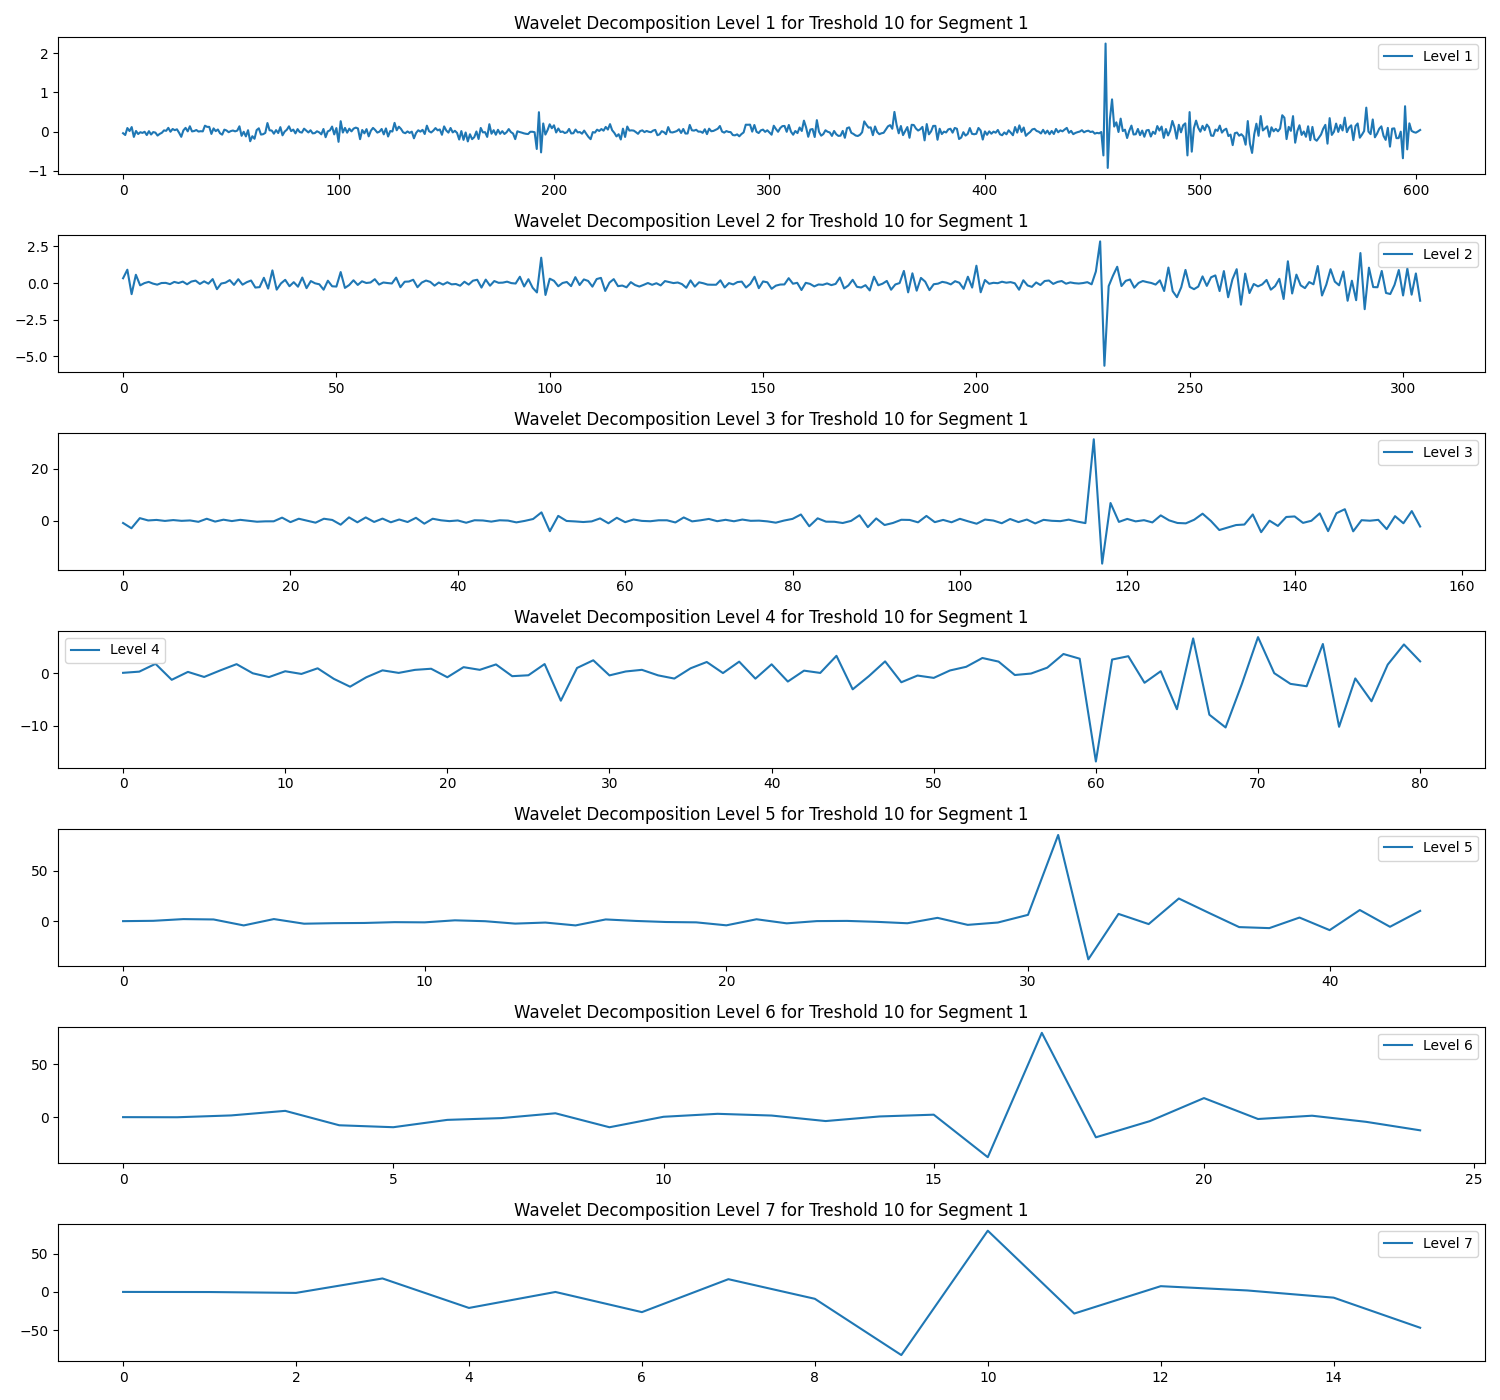 Wavelet Decomposition Level 1 for Treshold 10 for Segment 1
2
1
0
−1
Level 1
0 100 200 300 400 500 600
Wavelet Decomposition Level 2 for Treshold 10 for Segment 1
2.5
0.0
−2.5
−5.0
Level 2
0 50 100 150 200 250 300
Wavelet Decomposition Level 3 for Treshold 10 for Segment 1
20
0
Level 3
0 20 40 60 80 100 120 140 160
Wavelet Decomposition Level 4 for Treshold 10 for Segment 1
Level 4
0
−10
0 10 20 30 40 50 60 70 80
Wavelet Decomposition Level 5 for Treshold 10 for Segment 1
Level 5
50
0
0 10 20 30 40
Wavelet Decomposition Level 6 for Treshold 10 for Segment 1
Level 6
50
0
0 5 10 15 20 25
Wavelet Decomposition Level 7 for Treshold 10 for Segment 1
Level 7
50
0
−50
0 2 4 6 8 10 12 14